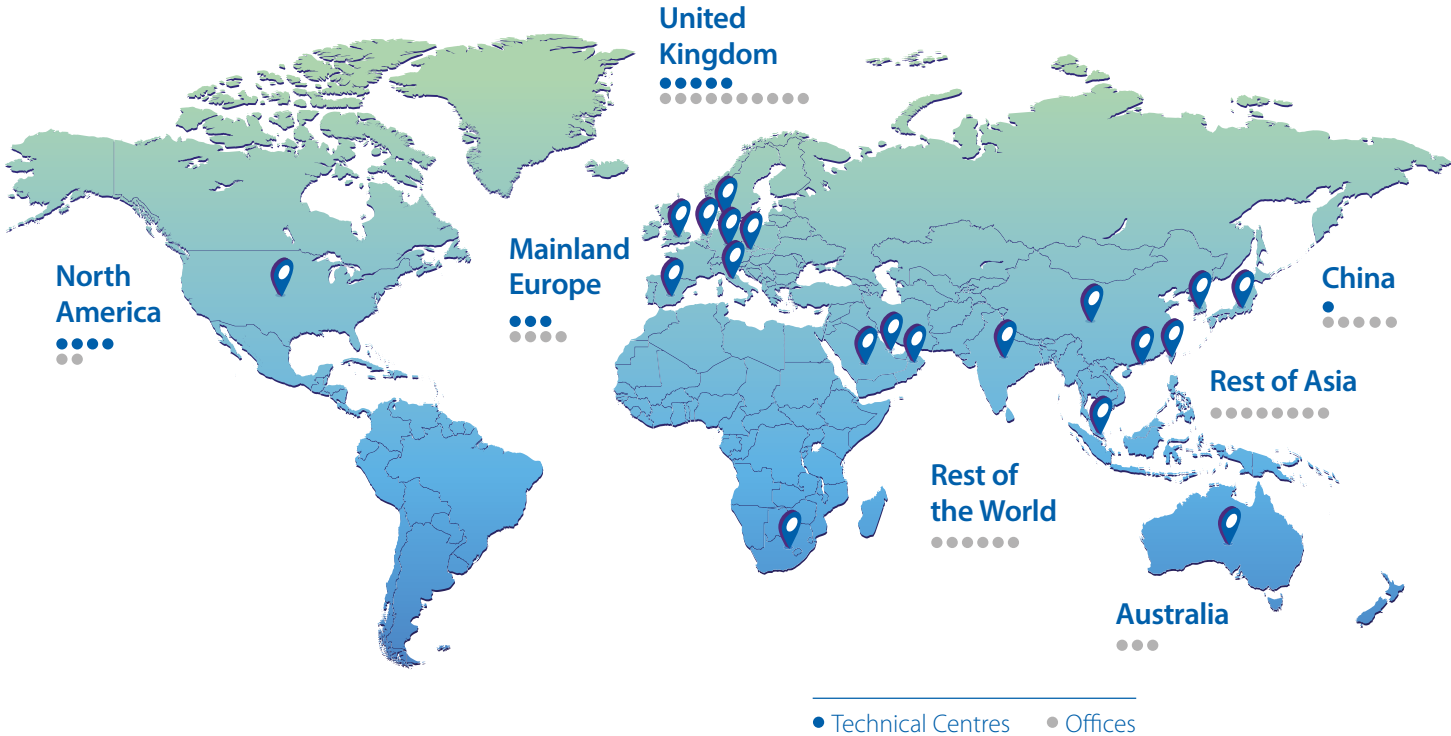 United
Kingdom
Mainland
Europe
North
America
China
Rest of Asia
Rest of
the World
Australia
Technical Centres
Offices